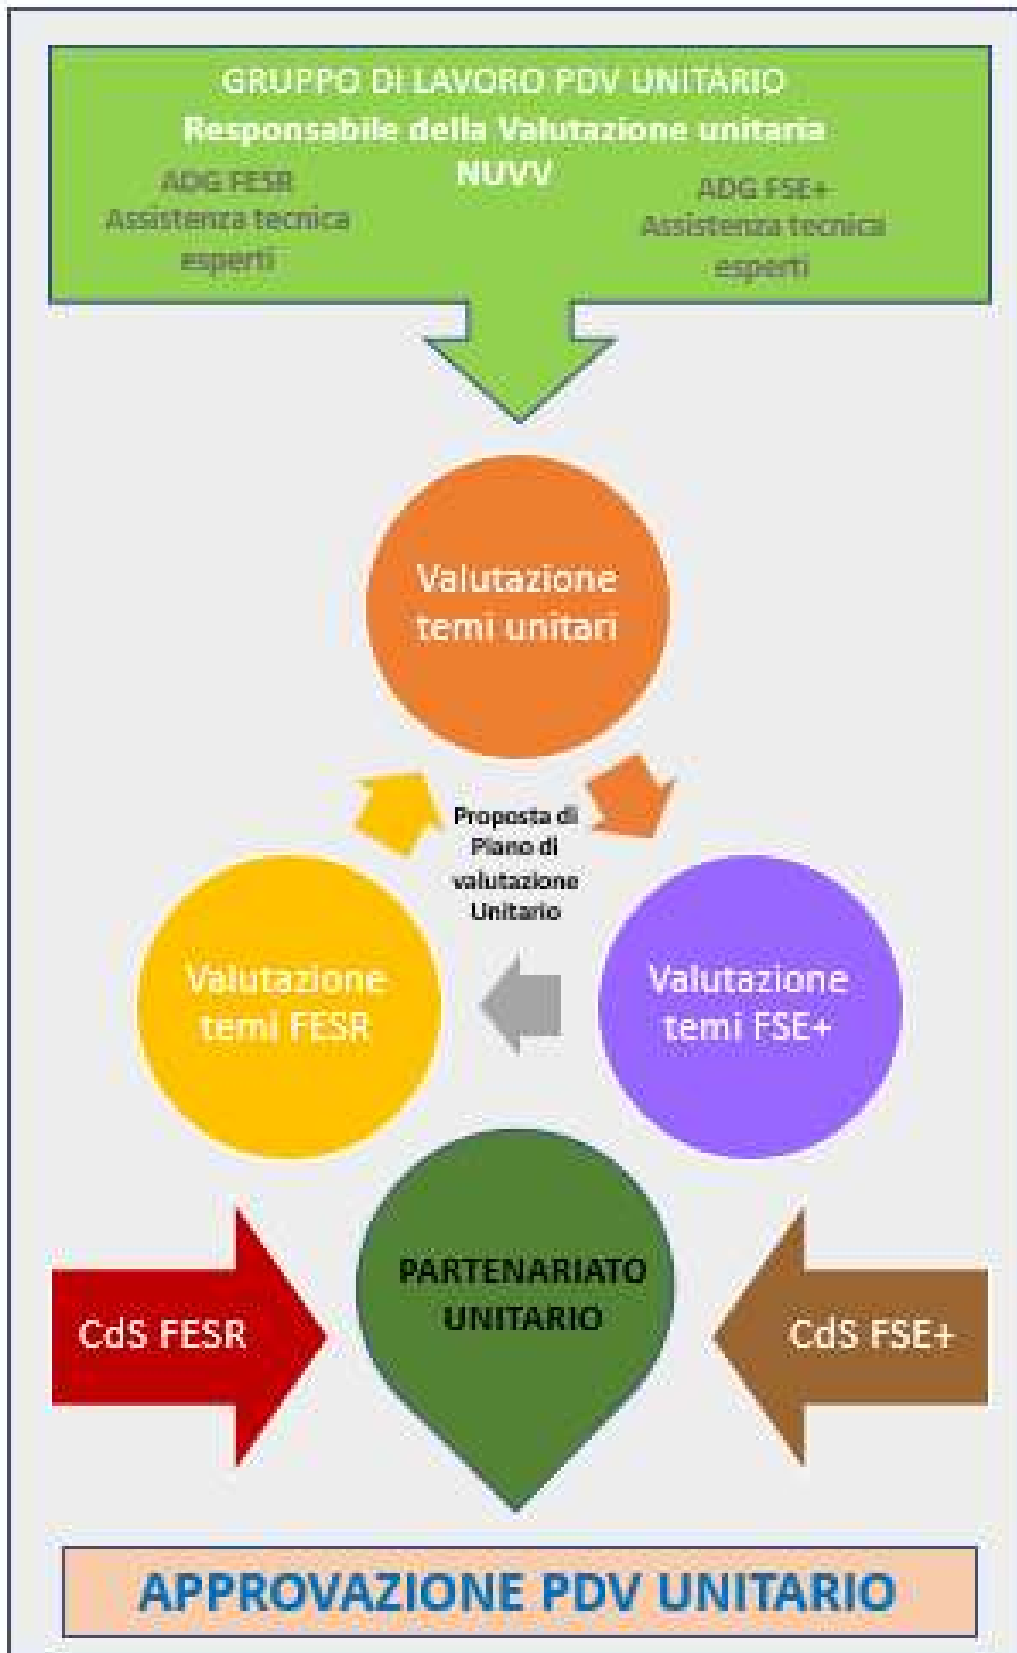 GRUPPO DI LAVORO PDV UNITARIO
Responsabile della Valutazione unitaria
NUVV
ADG FESR
Assistenza tecnica
esperti
ADG FSE+
Assistenza tecnica
esperti
Valutazione
temi unitari
Proposta di
Piano di
valutazione
Unitario
Valutazione
temi FESR
Valutazione
temi FSE+
PARTENARIATO
UNITARIO
CdS FESR
CdS FSE+
APPROVAZIONE PDV UNITARIO